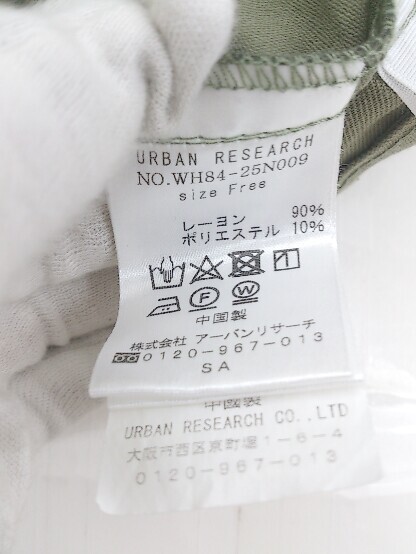 URBAN RESEARCH
NO.WH84-25N009
size Free
レーヨン 90%
ポリエステル 10%
F W
中国製
株式会社 アーバンリサーチ
0120-967-013
SA
中国製
URBAN RESEARCH CO.,LTD
大阪市西区京町堀1-6-4
0120-967-013